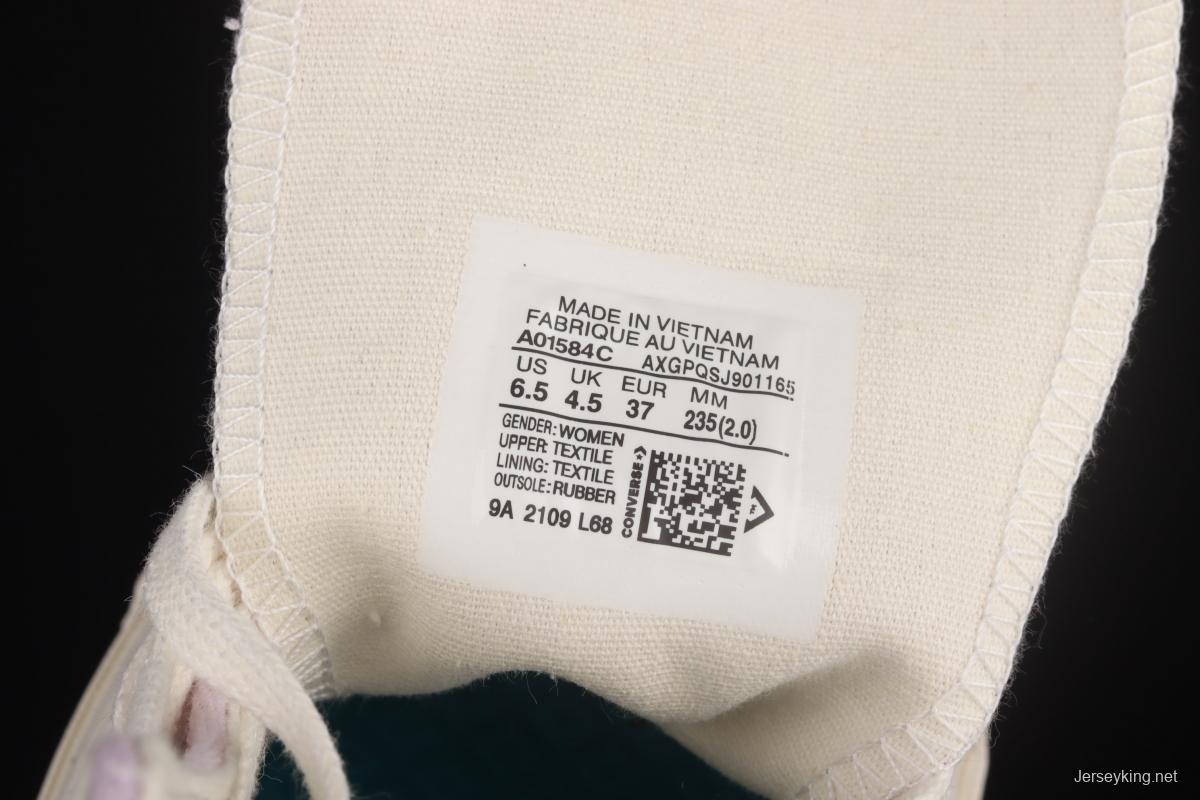 MADE IN VIETNAM
FABRIQUE AU VIETNAM
A01584C AXGPQSJ901165
US UK EUR MM
6.5 4.5 37 235(2.0)
GENDER: WOMEN
UPPER: TEXTILE
LINING: TEXTILE
OUTSOLE: RUBBER
9A 2109 L68
CONVERSE
TM
Jerseyking.net